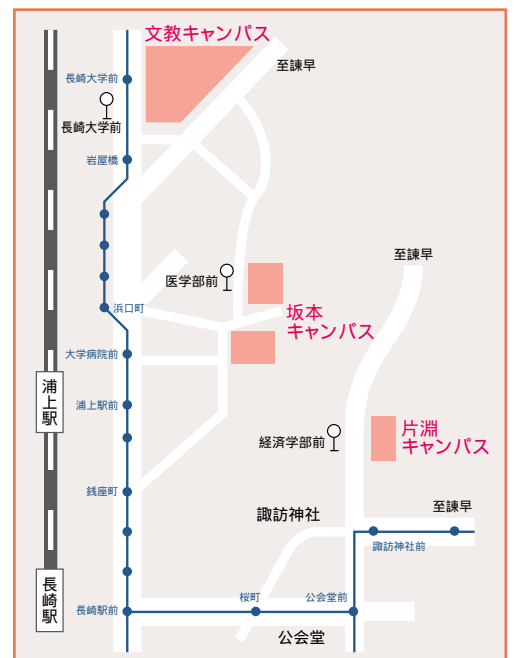 文教キャンパス
至諫早
長崎大学前
長崎大学前
岩屋橋
至諫早
医学部前
浜口町
坂本
キャンパス
大学病院前
浦上駅
浦上駅前
片淵
キャンパス
経済学部前
銭座町
至諫早
諏訪神社
諏訪神社前
長崎駅
長崎駅前
桜町
公会堂前
公会堂